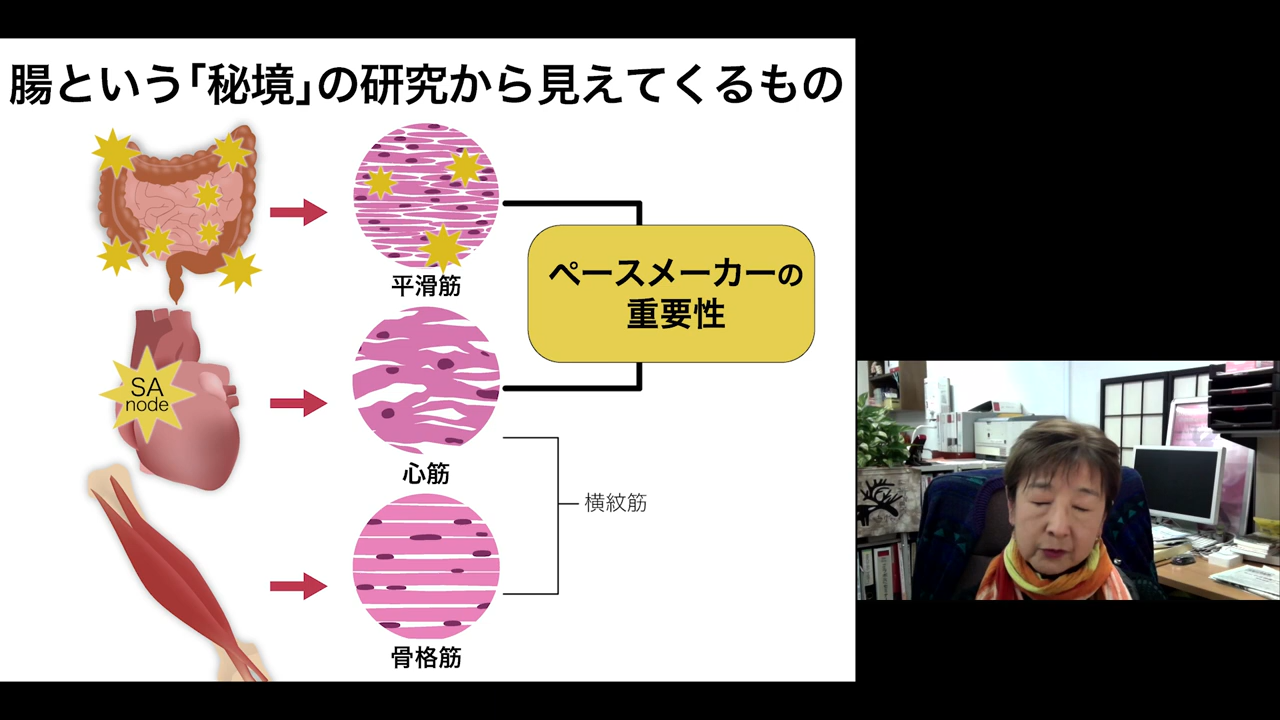 腸という「秘境」の研究から見えてくるもの
平滑筋
ペースメーカーの
重要性
SA
node
心筋
横紋筋
骨格筋